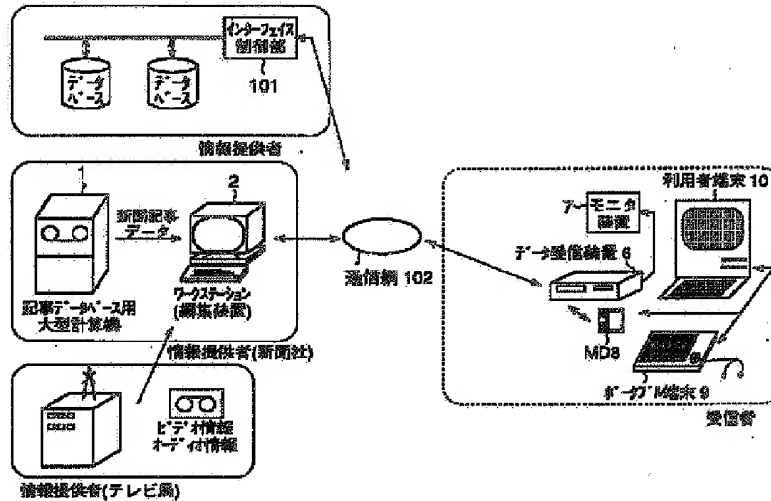 インターフェイス
制御部
101
データ
ベース
データ
ベース
情報提供者
1
新聞記事
データ
2
記事データベース用
大型計算機
ワークステーション
(編集装置)
情報提供者(新聞社)
ビデオ情報
オーディオ情報
情報提供者(テレビ局)
通信網 102
7
モニタ
装置
利用者端末 10
データ受信装置 6
MD8
ポータブル端末 9
受信者